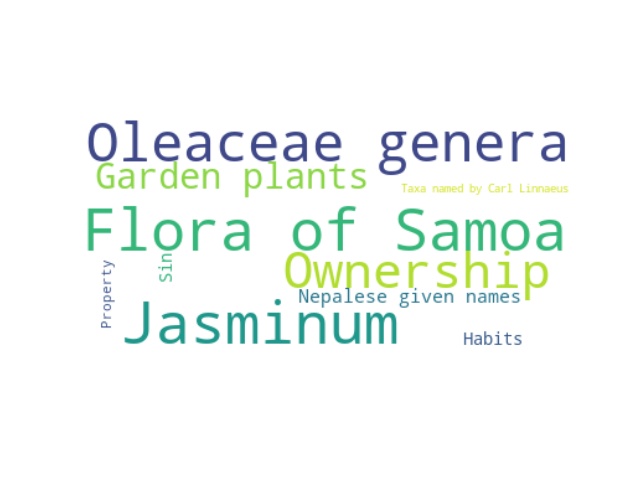 Oleaceae genera
Garden plants
Taxa named by Carl Linnaeus
Flora of Samoa
Ownership
Sin
Property
Nepalese given names
Jasminum
Habits